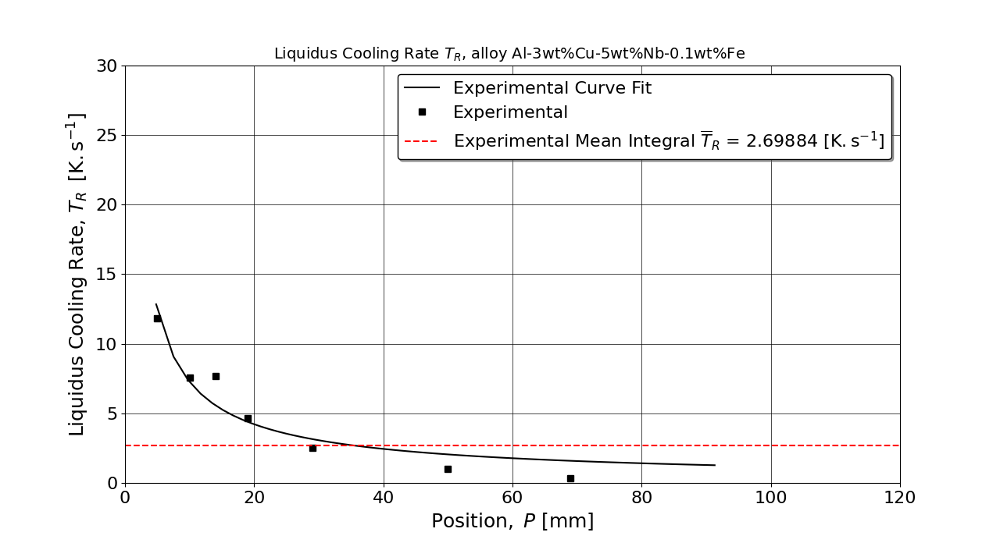 Liquidus Cooling Rate T_R, alloy Al-3wt%Cu-5wt%Nb-0.1wt%Fe
Experimental Curve Fit
Experimental
Experimental Mean Integral T̅_R = 2.69884 [K.s⁻¹]
Liquidus Cooling Rate, T_R [K.s⁻¹]
30
25
20
15
10
5
0
0 20 40 60 80 100 120
Position, P [mm]